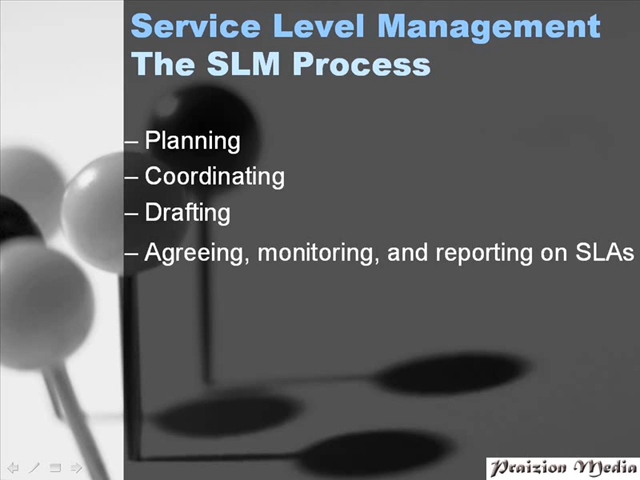 Service Level Management
The SLM Process
– Planning
– Coordinating
– Drafting
– Agreeing, monitoring, and reporting on SLAs
Praizion Media